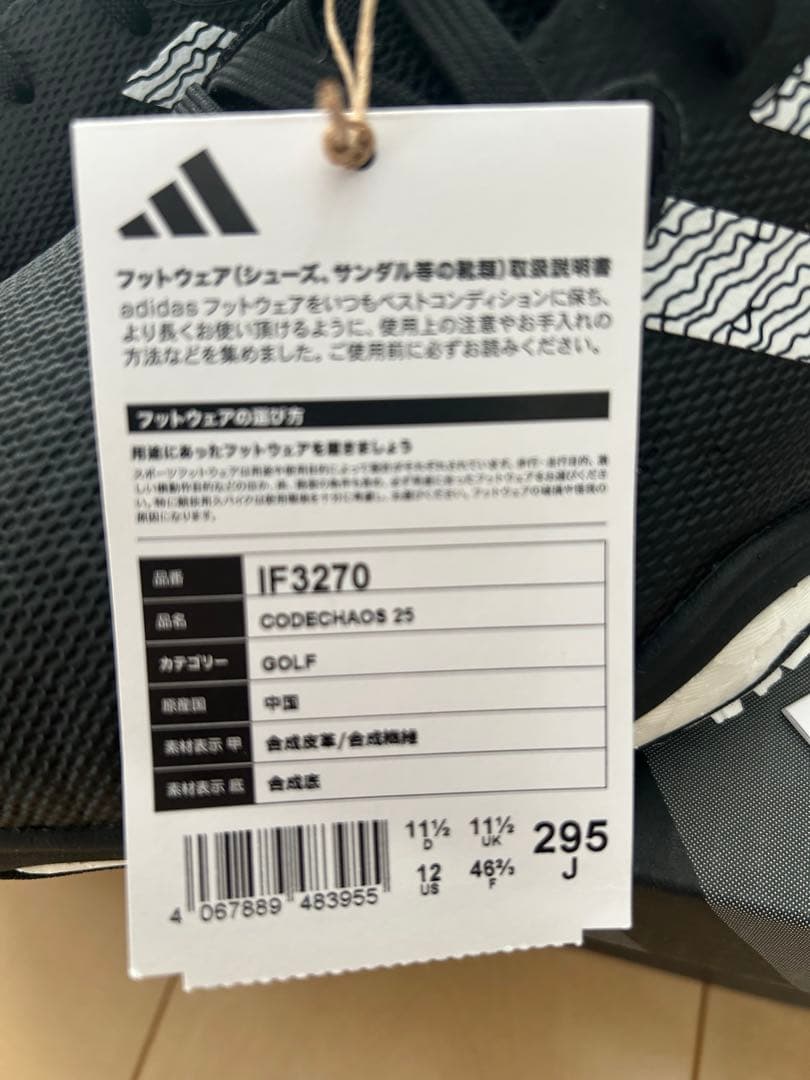 フットウェア(シューズ、サンダル等の靴類)取扱説明書
adidas フットウェアをいつもベストコンディションに保ち、
より長くお使い頂けるように、使用上の注意やお手入れの
方法などを集めました。ご使用前に必ずお読みください。
フットウェアの選び方
用途にあったフットウェアを履きましょう
品番 IF3270
品名 CODECHAOS 25
カテゴリー GOLF
原産国 中国
素材表示 甲 合成皮革/合成繊維
素材表示 底 合成底
11½ D 11½ UK 295 J
12 US 46⅔ F
4 067889 483955